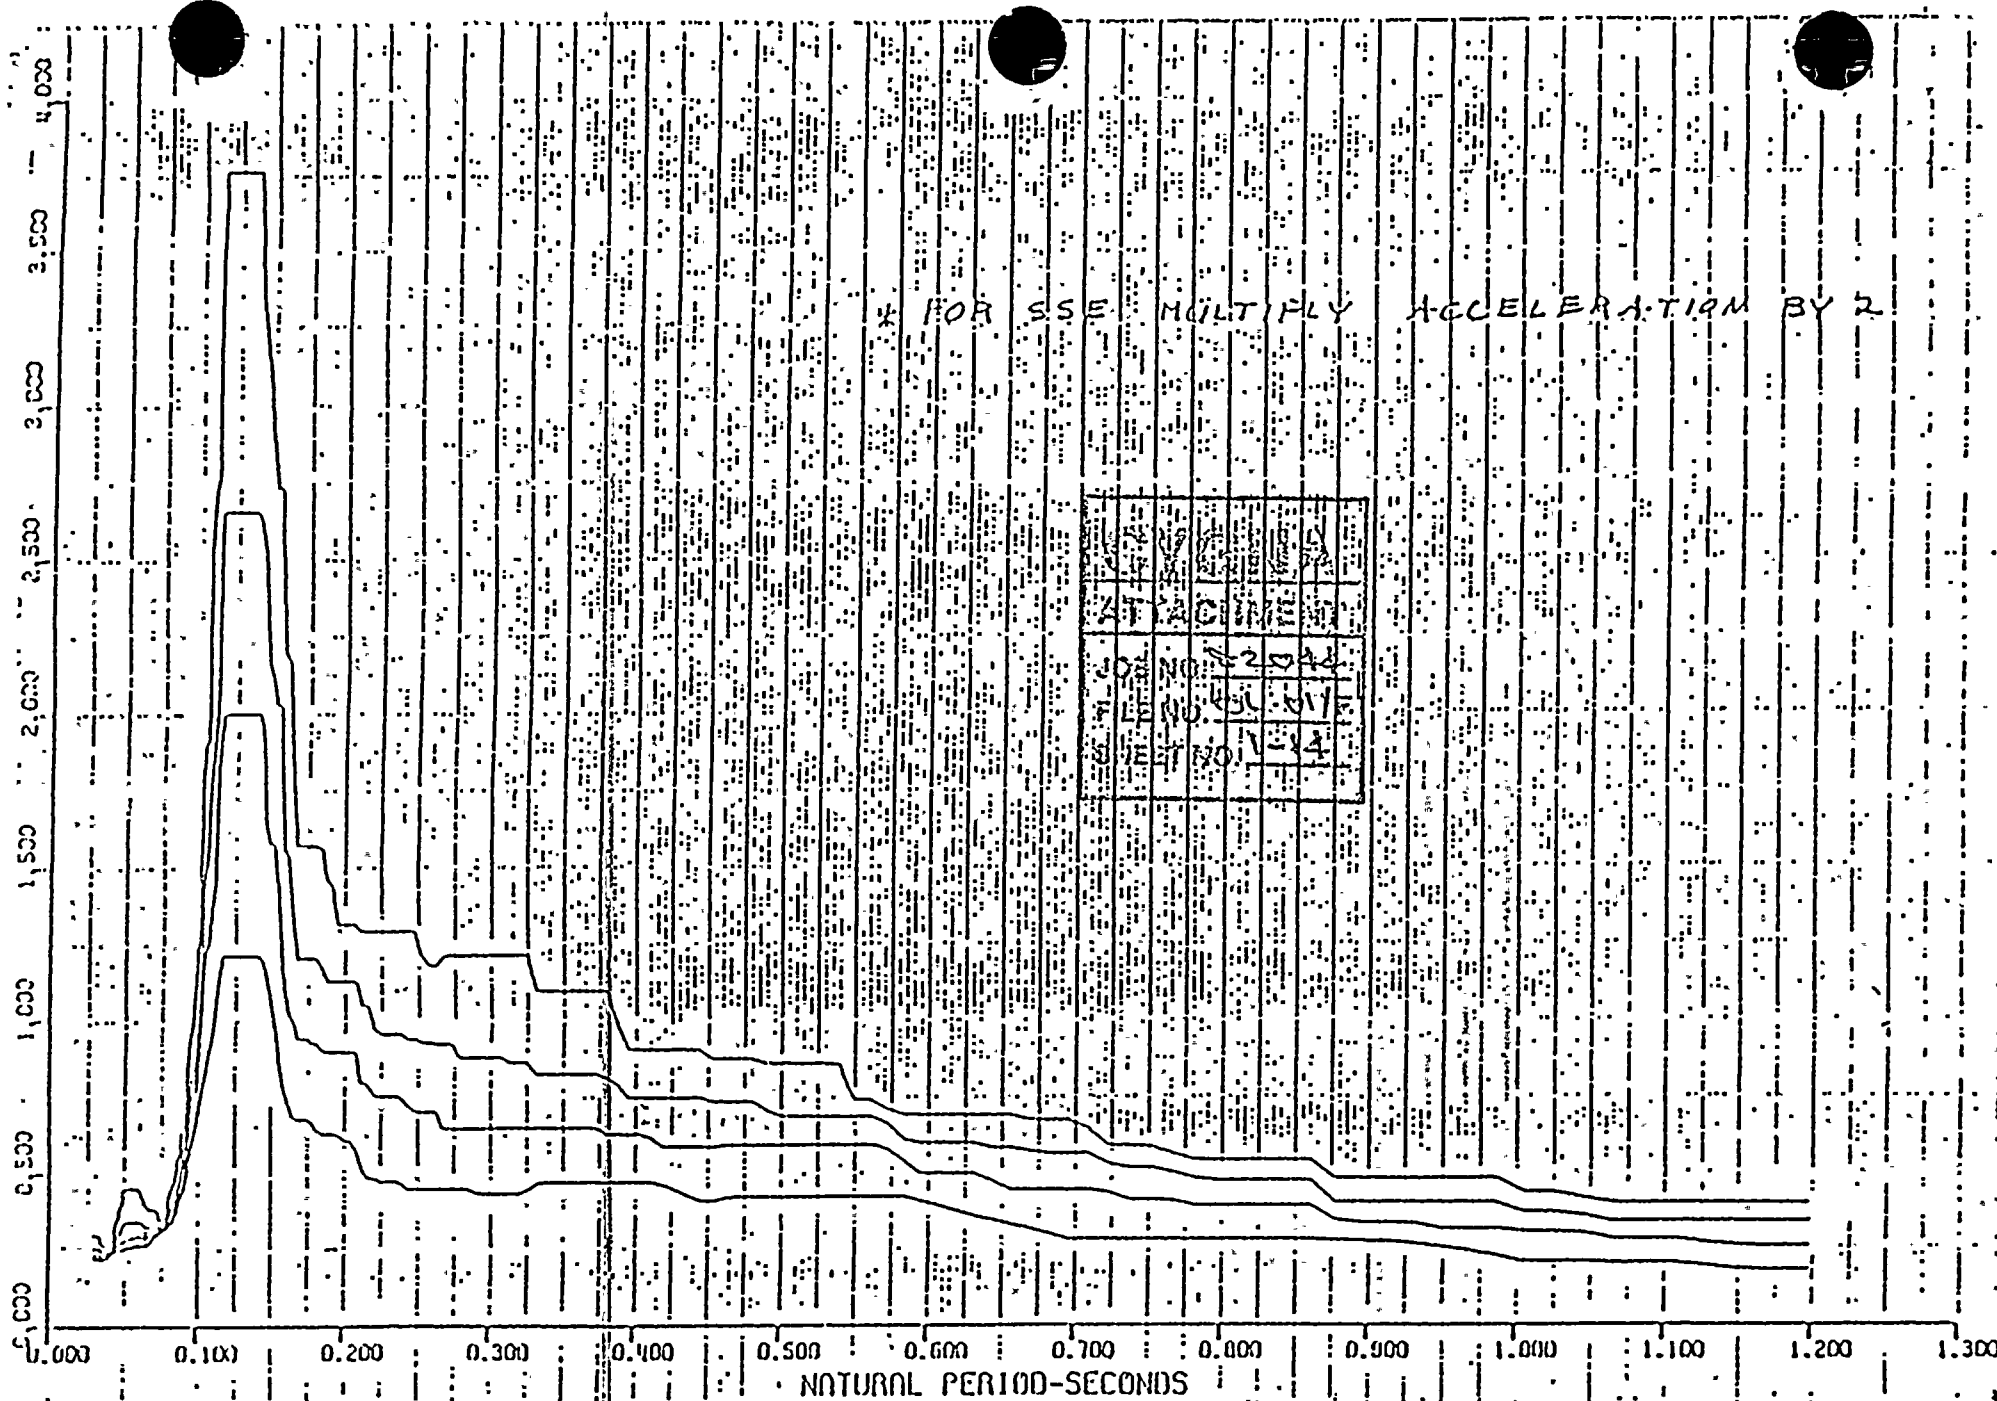 4,000
3,500
3,000
2,500
2,000
1,500
1,000
0,500
0,000
* FOR SSE MULTIPLY ACCELERATION BY 2
CYGNA
ATTACHMENT
JOB NO.
FILE NO.
SHEET NO. 1-14
0.000 0.100 0.200 0.300 0.400 0.500 0.600 0.700 0.800 0.900 1.000 1.100 1.200 1.300
NATURAL PERIOD-SECONDS